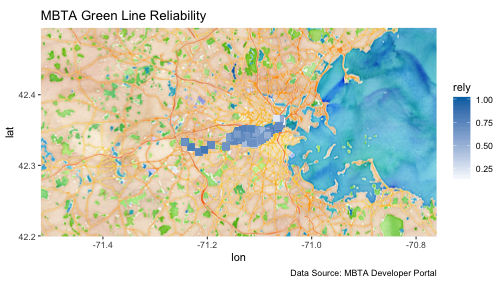 MBTA Green Line Reliability
42.4
42.3
42.2
lat
-71.4
-71.2
-71.0
-70.8
lon
rely
1.00
0.75
0.50
0.25
Data Source: MBTA Developer Portal